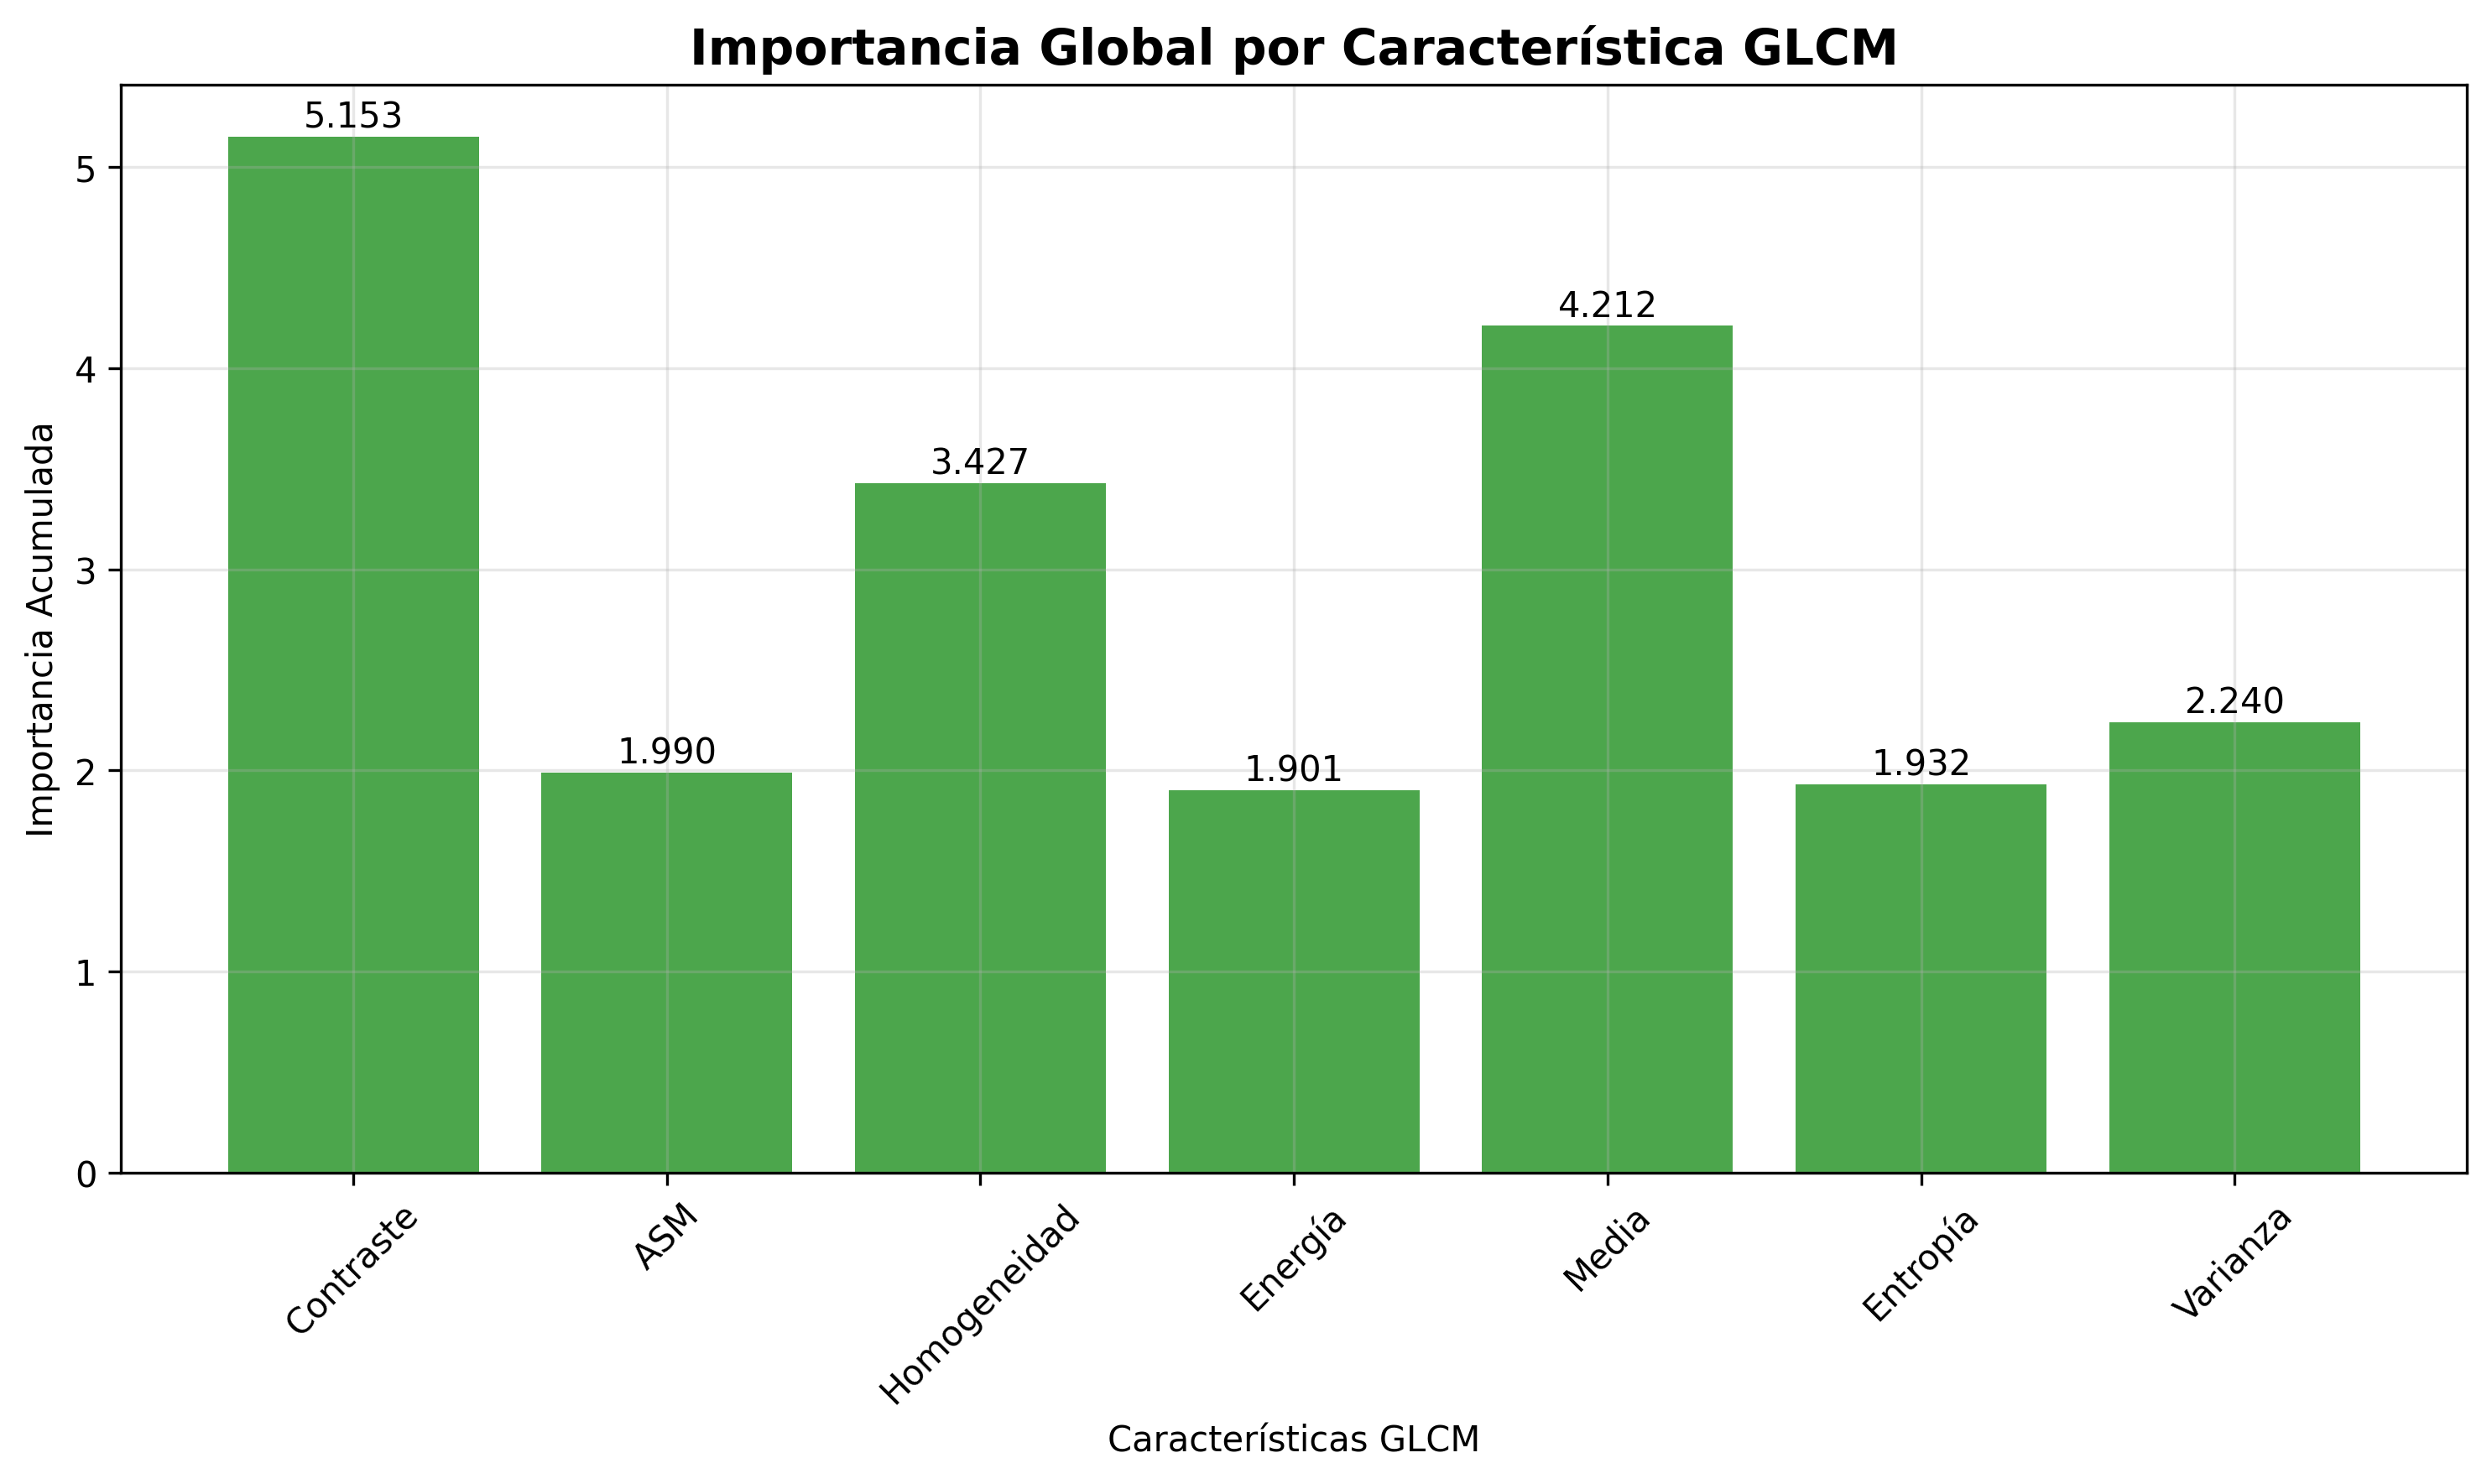 Importancia Global por Característica GLCM
5.153
1.990
3.427
1.901
4.212
1.932
2.240
5
4
3
2
1
0
Importancia Acumulada
Contraste
ASM
Homogeneidad
Energía
Media
Entropía
Varianza
Características GLCM